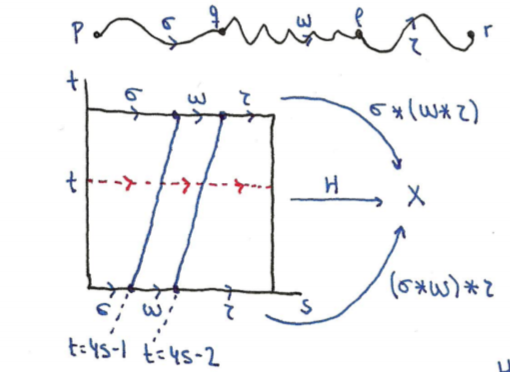 p σ q ω ρ τ r
t
σ ω τ
σ*(ω*τ)
t H X
σ ω τ s
(σ*ω)*τ
t=4s-1 t=4s-2